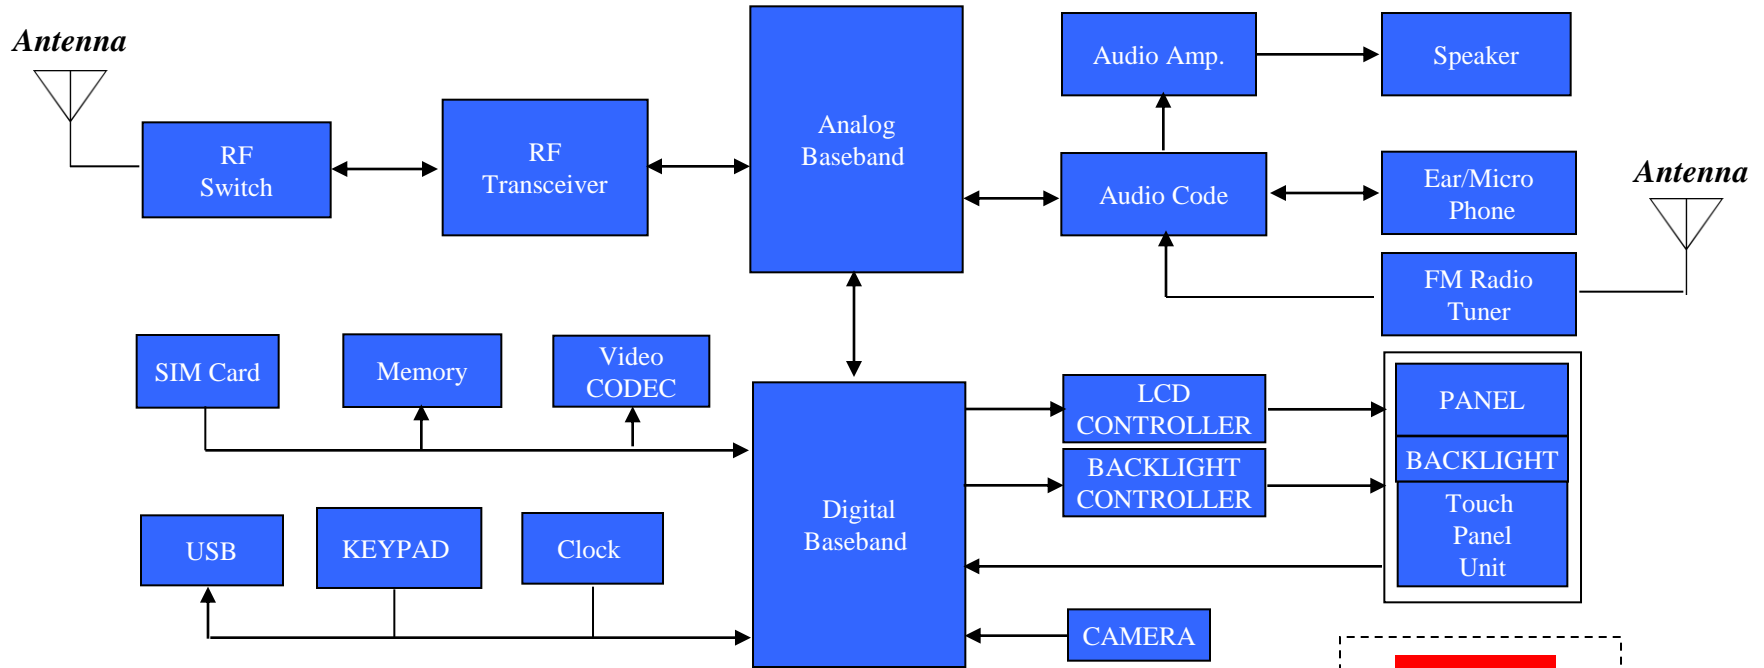 Antenna
RF
Switch
RF
Transceiver
Analog
Baseband
Audio Amp.
Speaker
Audio Code
Ear/Micro
Phone
Antenna
FM Radio
Tuner
SIM Card
Memory
Video
CODEC
LCD
CONTROLLER
PANEL
BACKLIGHT
CONTROLLER
BACKLIGHT
Touch
Panel
Unit
Digital
Baseband
USB
KEYPAD
Clock
CAMERA